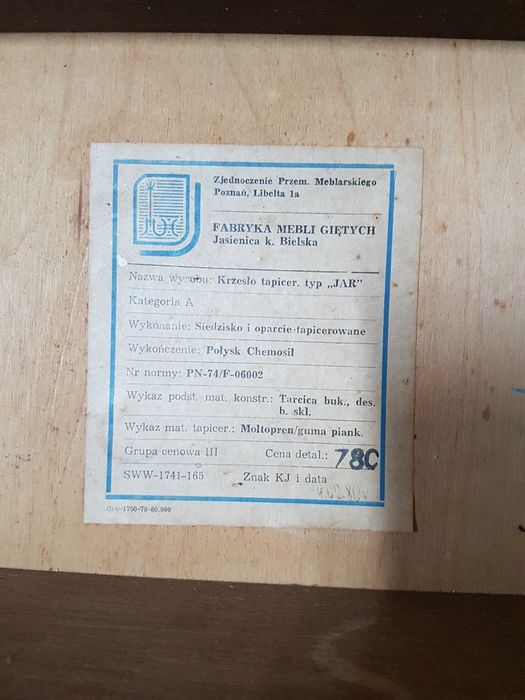 Zjednoczenie Przem. Meblarskiego
Poznań, Libelta 1a
FABRYKA MEBLI GIĘTYCH
Jasienica k. Bielska
Nazwa wyrobu: Krzesło tapicer. typ „JAR”
Kategoria A
Wykonanie: Siedzisko i oparcie tapicerowane
Wykończenie: Połysk Chemosil
Nr normy: PN-74/F-06002
Wykaz podst. mat. konstr.: Tarcica buk., des.
b. skl.
Wykaz mat. tapicer.: Moltopren/guma piank.
Grupa cenowa III Cena detal.: 780
SWW-1741-165 Znak KJ i data